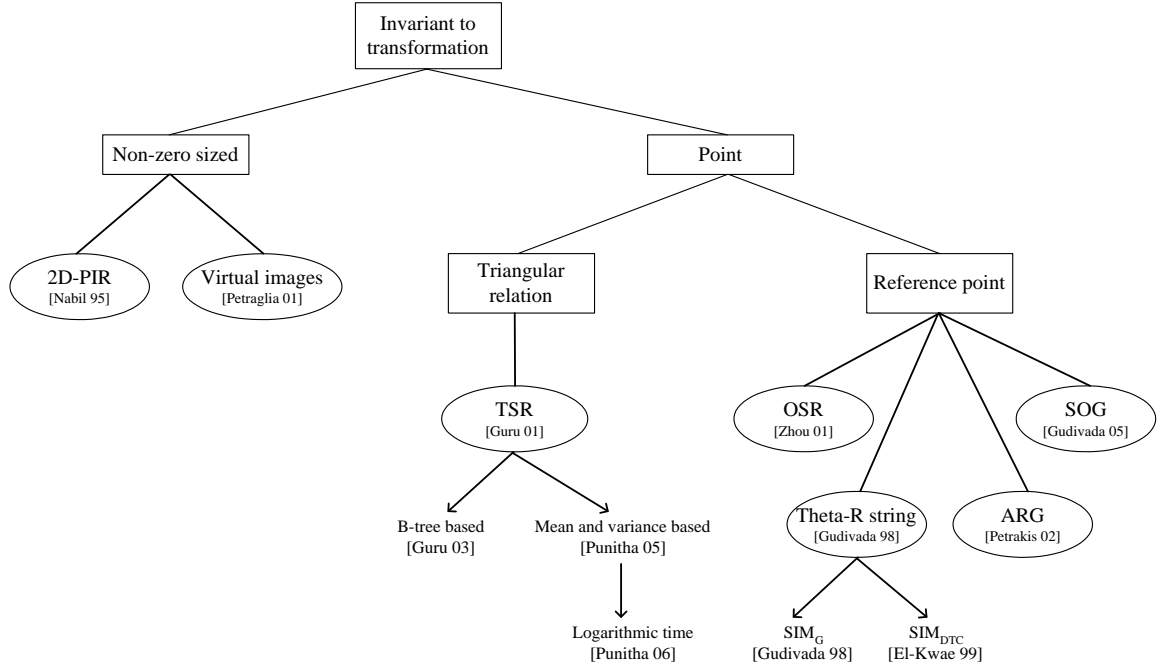 Invariant to
transformation
Non-zero sized
Point
2D-PIR
[Nabil 95]
Virtual images
[Petraglia 01]
Triangular
relation
Reference point
TSR
[Guru 01]
OSR
[Zhou 01]
SOG
[Gudivada 05]
Theta-R string
[Gudivada 98]
ARG
[Petrakis 02]
B-tree based
[Guru 03]
Mean and variance based
[Punitha 05]
Logarithmic time
[Punitha 06]
SIM_G
[Gudivada 98]
SIM_DTC
[El-Kwae 99]